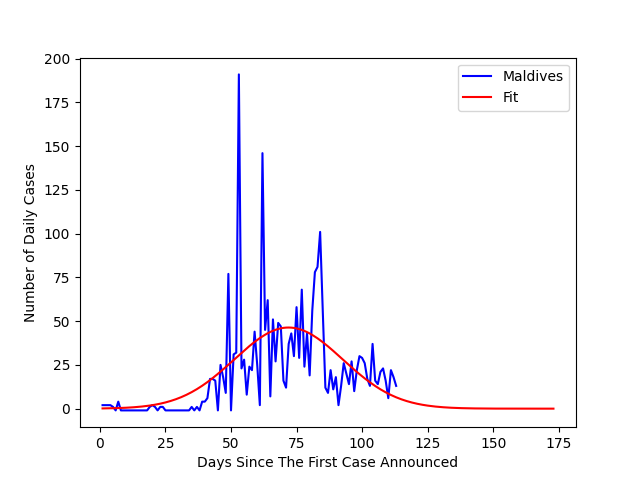 Maldives
Fit
200
175
150
125
100
75
50
25
0
Number of Daily Cases
0 25 50 75 100 125 150 175
Days Since The First Case Announced